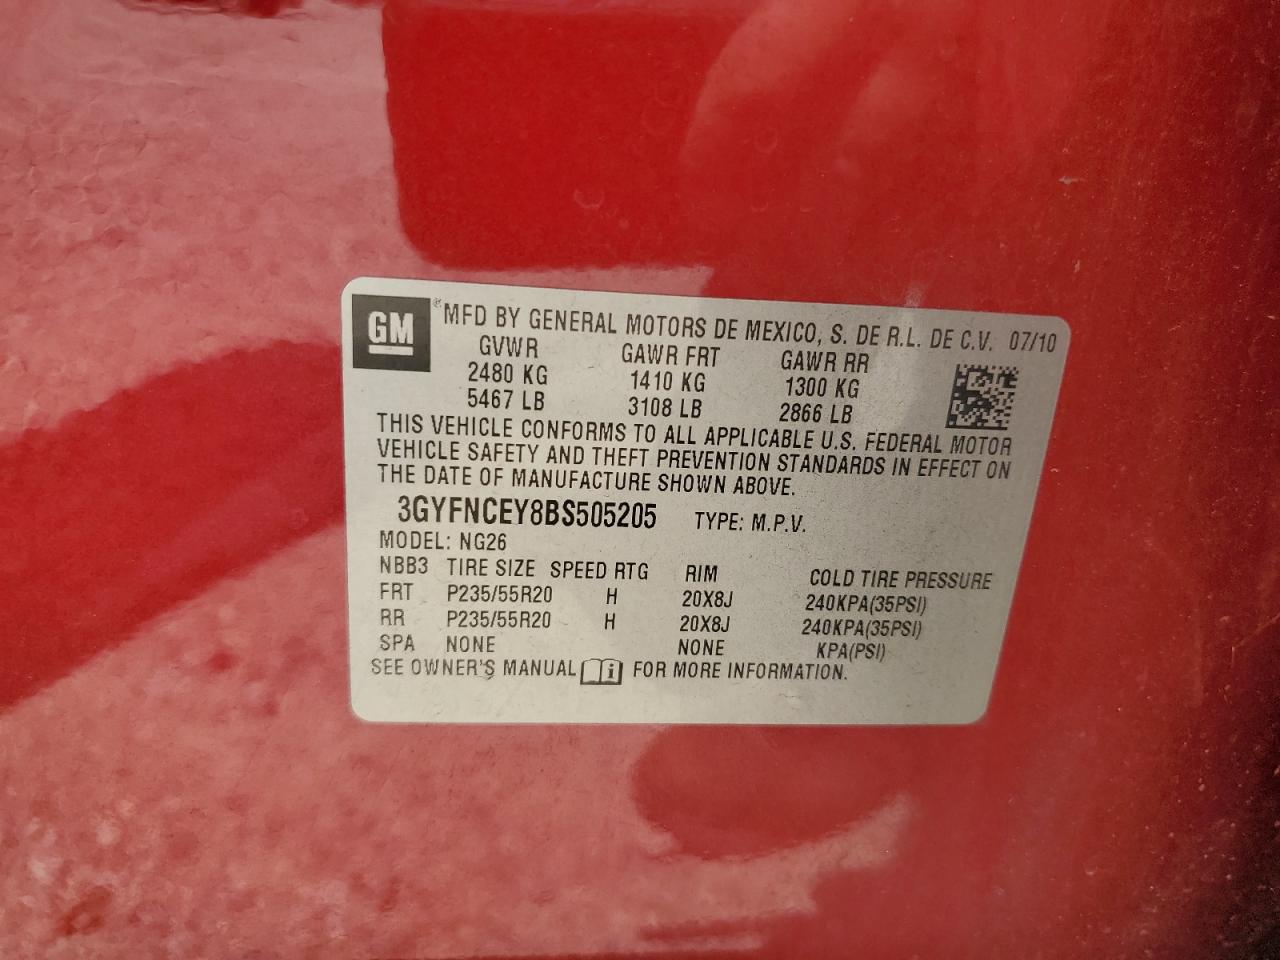 GM ® MFD BY GENERAL MOTORS DE MEXICO, S. DE R.L. DE C.V. 07/10
GVWR GAWR FRT GAWR RR
2480 KG 1410 KG 1300 KG
5467 LB 3108 LB 2866 LB
THIS VEHICLE CONFORMS TO ALL APPLICABLE U.S. FEDERAL MOTOR
VEHICLE SAFETY AND THEFT PREVENTION STANDARDS IN EFFECT ON
THE DATE OF MANUFACTURE SHOWN ABOVE.
3GYFNCEY8BS505205 TYPE: M.P.V.
MODEL: NG26
NBB3 TIRE SIZE SPEED RTG RIM COLD TIRE PRESSURE
FRT P235/55R20 H 20X8J 240KPA(35PSI)
RR P235/55R20 H 20X8J 240KPA(35PSI)
SPA NONE NONE KPA(PSI)
SEE OWNER'S MANUAL FOR MORE INFORMATION.